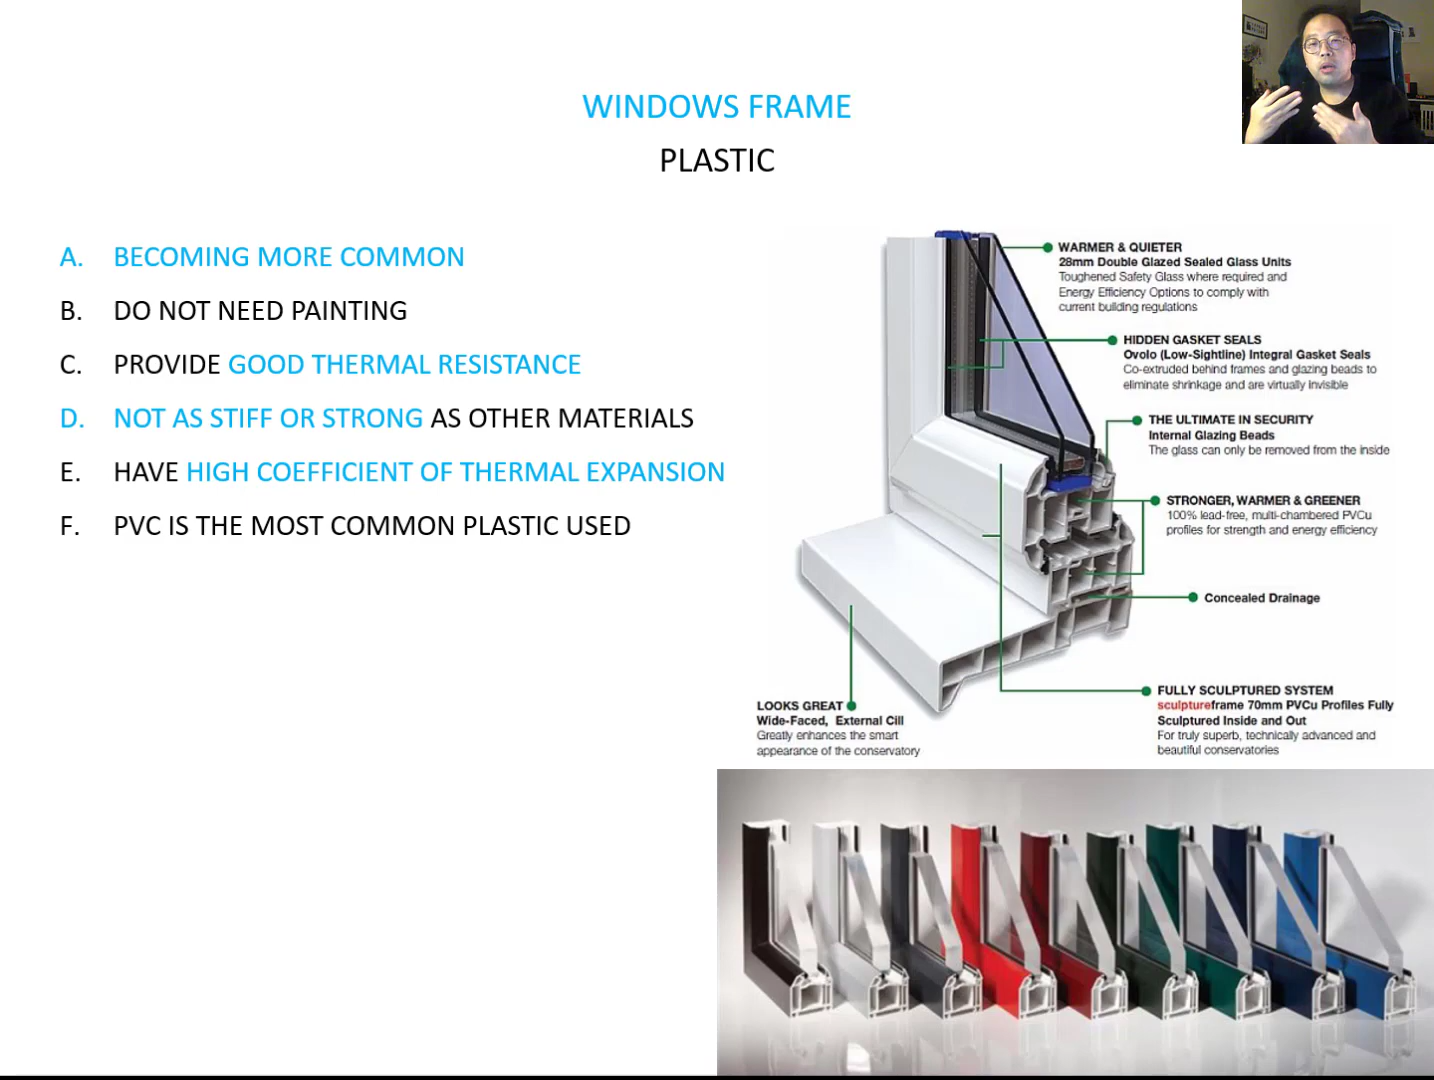 WINDOWS FRAME
PLASTIC
A. BECOMING MORE COMMON
B. DO NOT NEED PAINTING
C. PROVIDE GOOD THERMAL RESISTANCE
D. NOT AS STIFF OR STRONG AS OTHER MATERIALS
E. HAVE HIGH COEFFICIENT OF THERMAL EXPANSION
F. PVC IS THE MOST COMMON PLASTIC USED
WARMER & QUIETER
28mm Double Glazed Sealed Glass Units
Toughened Safety Glass where required and
Energy Efficiency Options to comply with
current building regulations
HIDDEN GASKET SEALS
Ovolo (Low-Sightline) Integral Gasket Seals
Co-extruded behind frames and glazing beads to
eliminate shrinkage and are virtually invisible
THE ULTIMATE IN SECURITY
Internal Glazing Beads
The glass can only be removed from the inside
STRONGER, WARMER & GREENER
100% lead-free, multi-chambered PVCu
profiles for strength and energy efficiency
Concealed Drainage
FULLY SCULPTURED SYSTEM
sculptureframe 70mm PVCu Profiles Fully
Sculptured Inside and Out
For truly superb, technically advanced and
beautiful conservatories
LOOKS GREAT
Wide-Faced, External Cill
Greatly enhances the smart
appearance of the conservatory